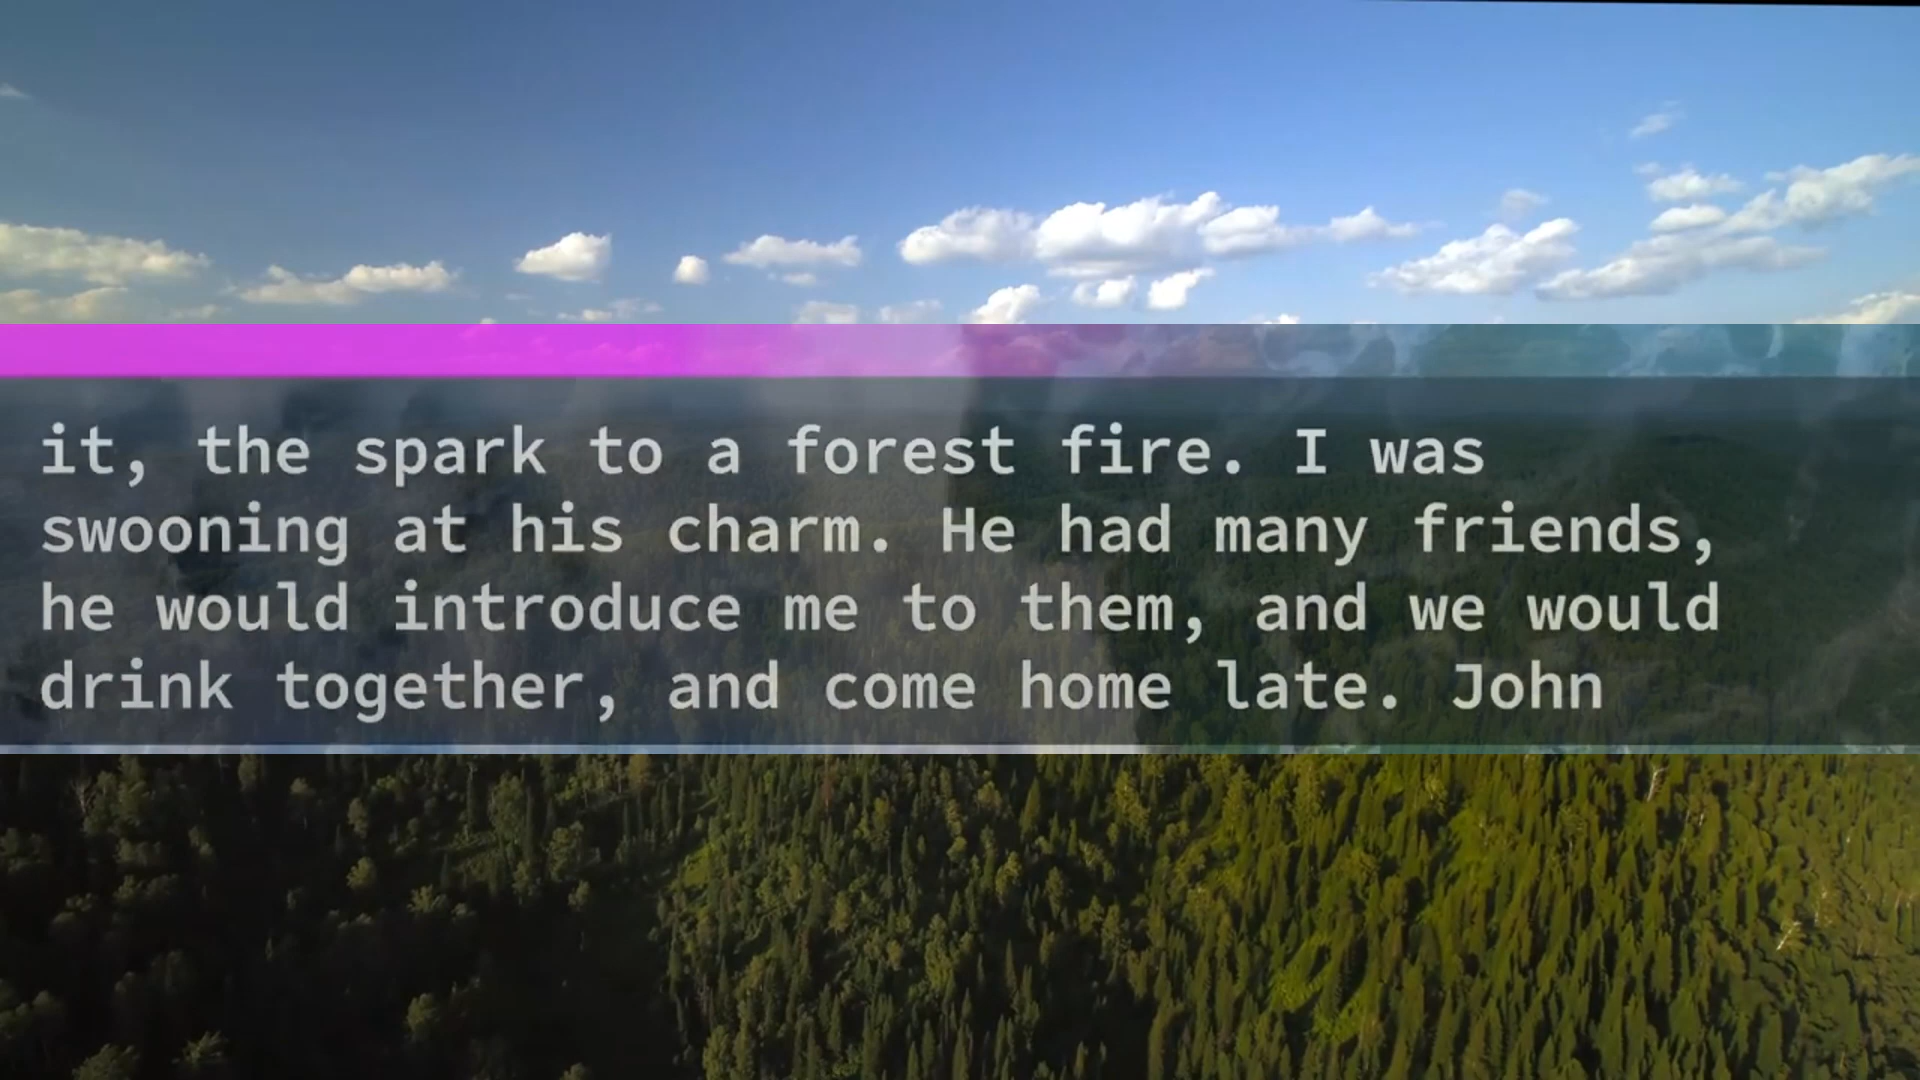 it, the spark to a forest fire. I was
swooning at his charm. He had many friends,
he would introduce me to them, and we would
drink together, and come home late. John